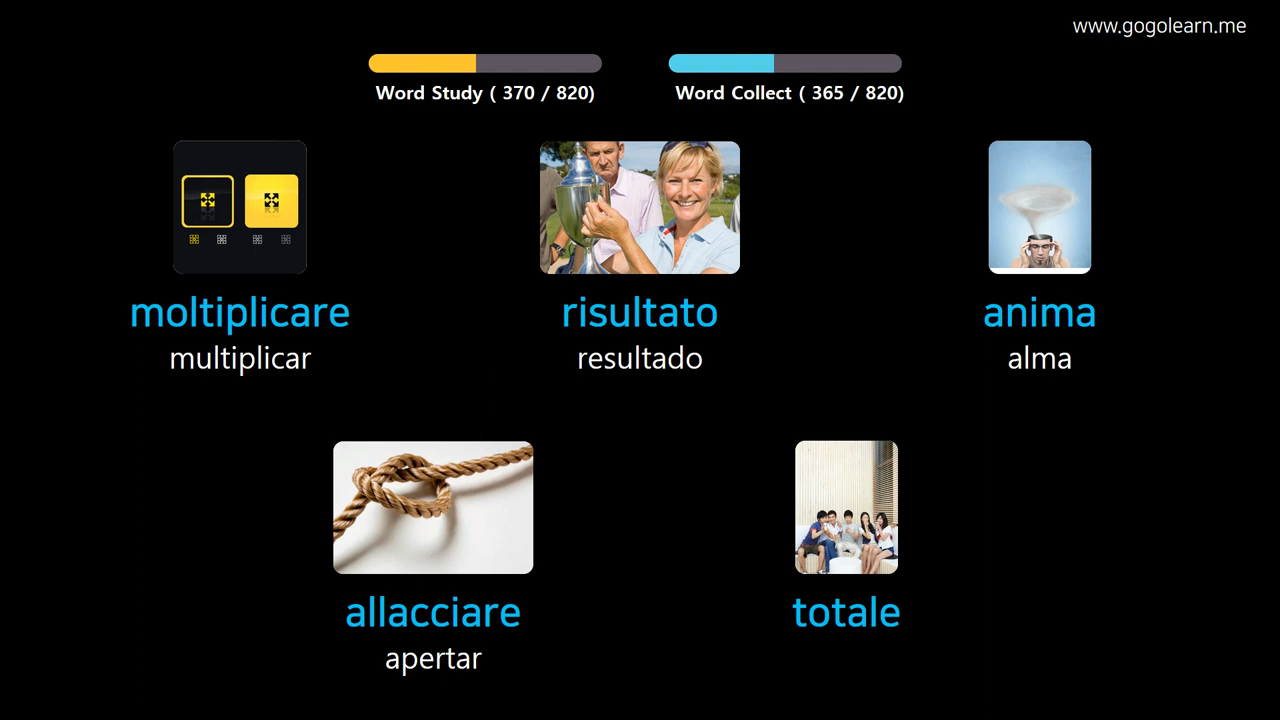 www.gogolearn.me
Word Study ( 370 / 820)
Word Collect ( 365 / 820)
moltiplicare
multiplicar
risultato
resultado
anima
alma
allacciare
apertar
totale